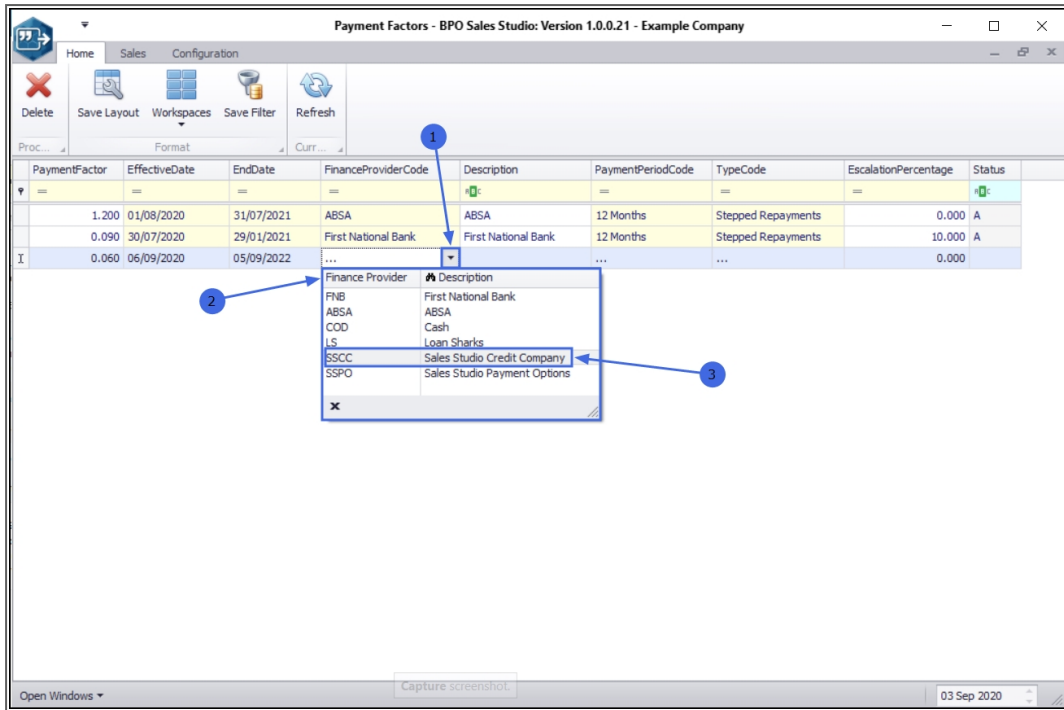 Payment Factors - BPO Sales Studio: Version 1.0.0.21 - Example Company
Home Sales Configuration
Delete Save Layout Workspaces Save Filter Refresh
Proc... Format Curr...
1
PaymentFactor EffectiveDate EndDate FinanceProviderCode Description PaymentPeriodCode TypeCode EscalationPercentage Status
= = = = = = =
1.200 01/08/2020 31/07/2021 ABSA ABSA 12 Months Stepped Repayments 0.000 A
0.090 30/07/2020 29/01/2021 First National Bank First National Bank 12 Months Stepped Repayments 10.000 A
0.060 06/09/2020 05/09/2022 ... ... ... 0.000
Finance Provider Description
2
FNB First National Bank
ABSA ABSA
COD Cash
LS Loan Sharks
SSCC Sales Studio Credit Company
3
SSPO Sales Studio Payment Options
x
Capture screenshot.
Open Windows 03 Sep 2020